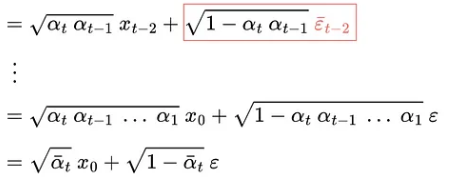 = √(α_t α_{t−1}) x_{t−2} + √(1 − α_t α_{t−1}) ε̄_{t−2}
⋮
= √(α_t α_{t−1} … α_1) x_0 + √(1 − α_t α_{t−1} … α_1) ε
= √(ᾱ_t) x_0 + √(1 − ᾱ_t) ε